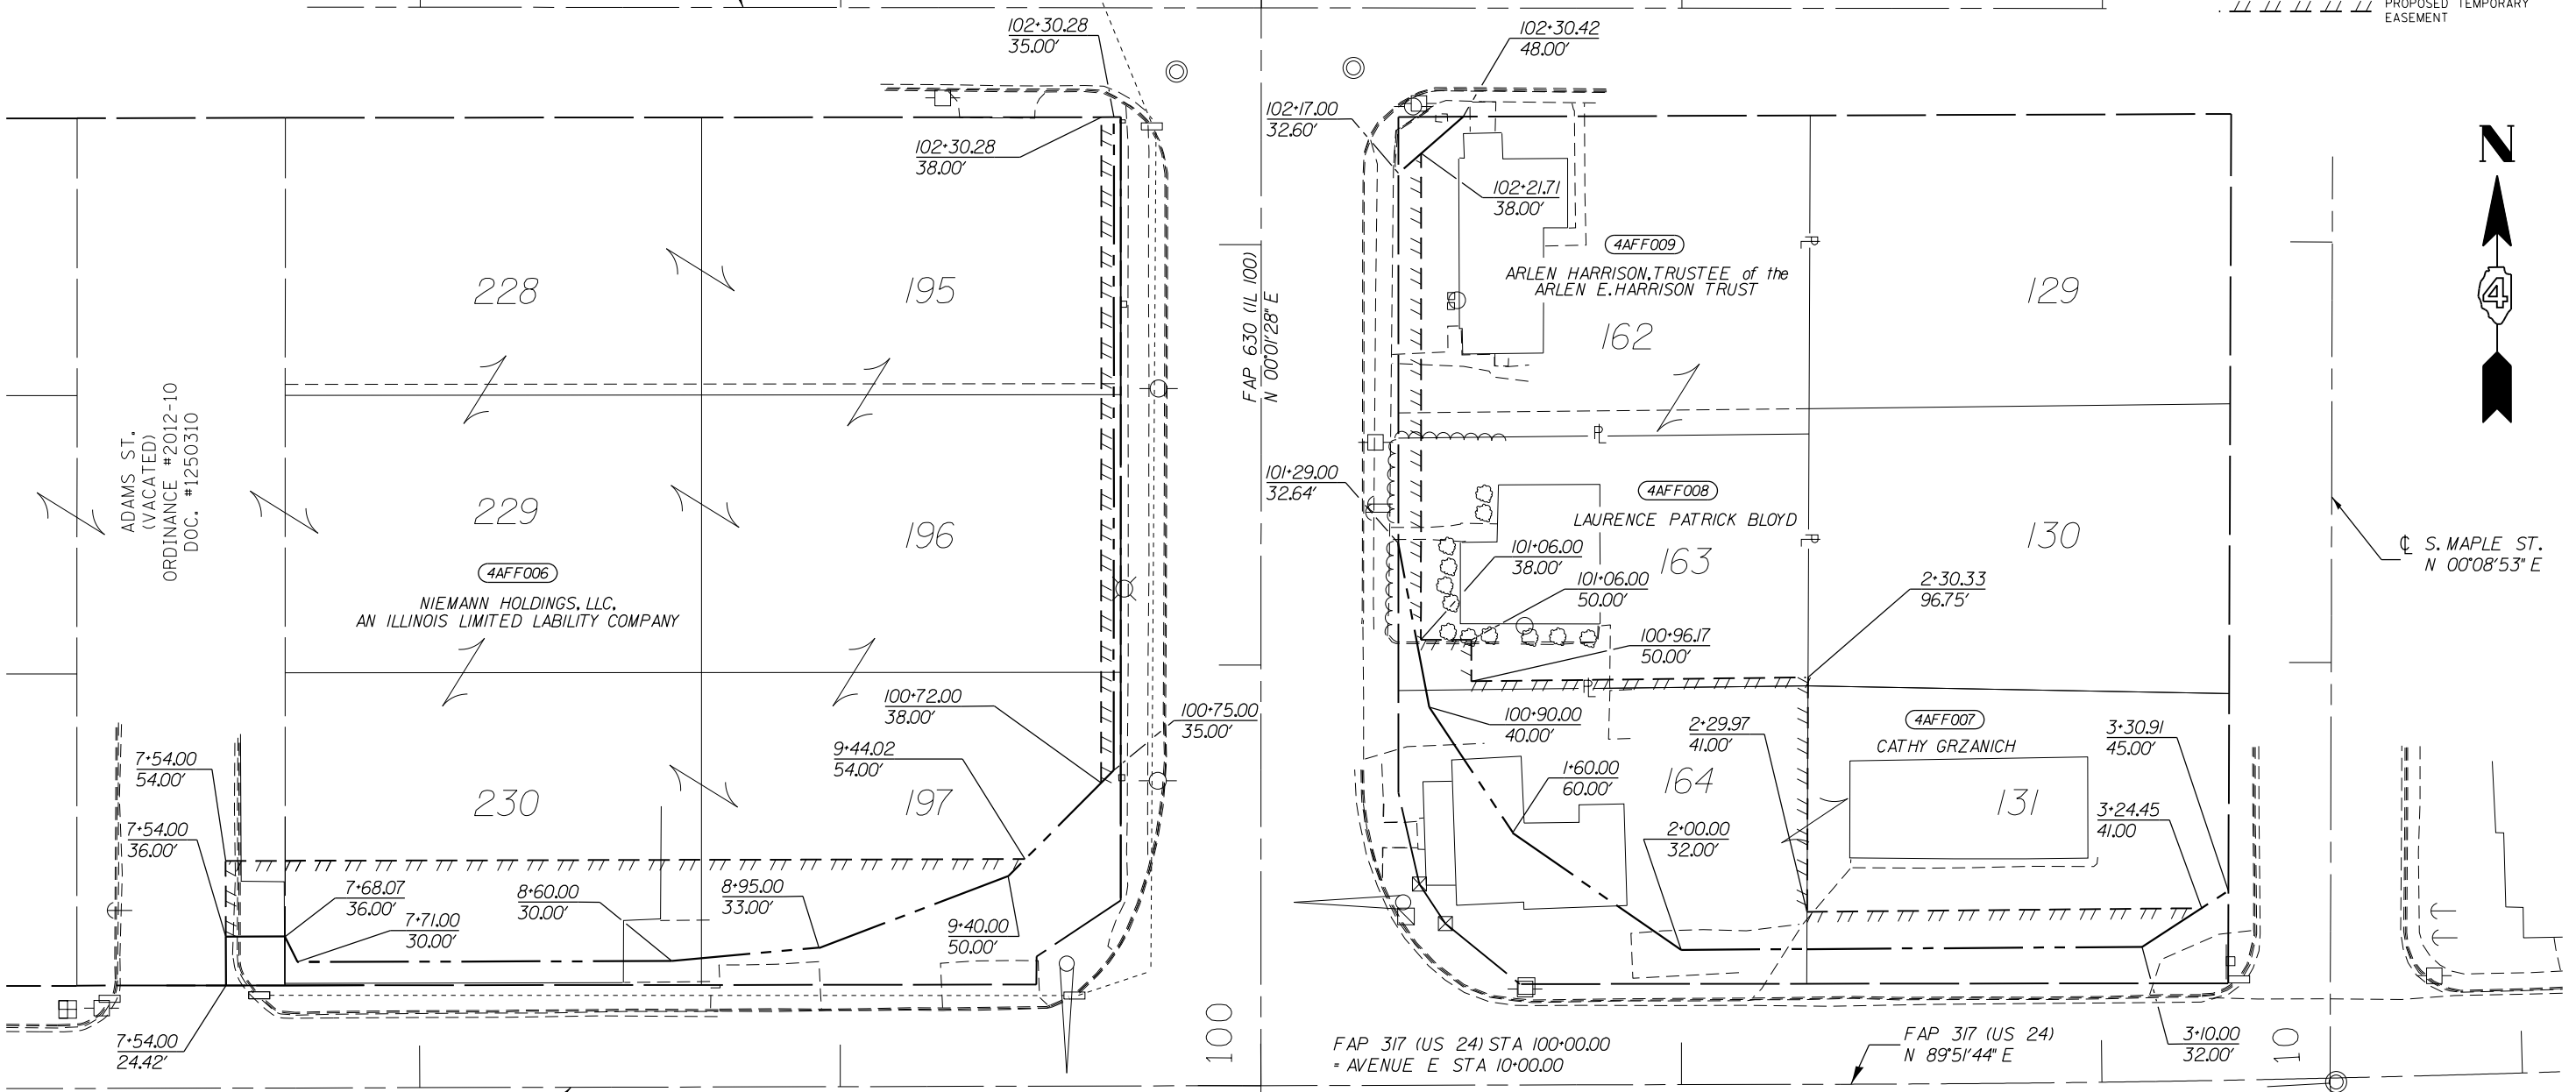 PROPOSED TEMPORARY
EASEMENT
102+30.28
35.00'
102+30.42
48.00'
102+17.00
32.60'
102+30.28
38.00'
102+21.71
38.00'
N
4
4AFF009
ARLEN HARRISON, TRUSTEE of the
ARLEN E. HARRISON TRUST
228
195
162
129
FAP 630 (IL 100)
N 00°01'28" E
ADAMS ST.
(VACATED)
ORDINANCE #2012-10
DOC. #1250310
PL
101+29.00
32.64'
4AFF008
LAURENCE PATRICK BLOYD
229
196
163
130
℄ S. MAPLE ST.
N 00°08'53" E
4AFF006
NIEMANN HOLDINGS, LLC,
AN ILLINOIS LIMITED LABILITY COMPANY
101+06.00
38.00'
101+06.00
50.00'
2+30.33
96.75'
100+96.17
50.00'
PL
100+72.00
38.00'
100+75.00
35.00'
100+90.00
40.00'
2+29.97
41.00'
4AFF007
CATHY GRZANICH
3+30.91
45.00'
7+54.00
54.00'
9+44.02
54.00'
1+60.00
60.00'
164
230
197
131
7+54.00
36.00'
2+00.00
32.00'
3+24.45
41.00
7+68.07
36.00'
8+60.00
30.00'
8+95.00
33.00'
7+71.00
30.00'
9+40.00
50.00'
7+54.00
24.42'
100
FAP 317 (US 24) STA 100+00.00
= AVENUE E STA 10+00.00
FAP 317 (US 24)
N 89°51'44" E
3+10.00
32.00'
10